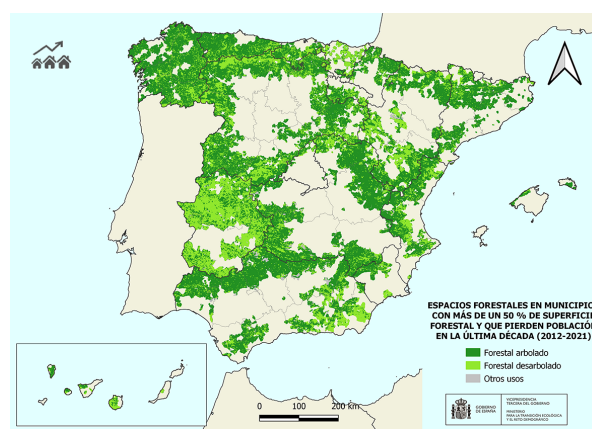 ESPACIOS FORESTALES EN MUNICIPIO
CON MÁS DE UN 50 % DE SUPERFICIE
FORESTAL Y QUE PIERDEN POBLACIÓN
EN LA ÚLTIMA DÉCADA (2012-2021)
Forestal arbolado
Forestal desarbolado
Otros usos
0 100 200 km
GOBIERNO
DE ESPAÑA
VICEPRESIDENCIA
TERCERA DEL GOBIERNO
MINISTERIO
PARA LA TRANSICIÓN ECOLÓGICA
Y EL RETO DEMOGRÁFICO